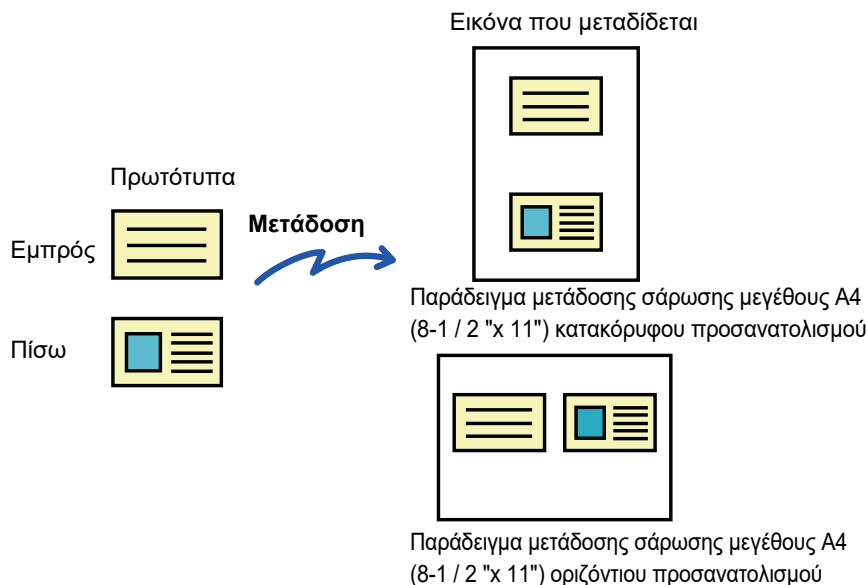 Εικόνα που μεταδίδεται
Πρωτότυπα
Μετάδοση
Εμπρός
Πίσω
Παράδειγμα μετάδοσης σάρωσης μεγέθους A4
(8-1 / 2 "x 11") κατακόρυφου προσανατολισμού
Παράδειγμα μετάδοσης σάρωσης μεγέθους A4
(8-1 / 2 "x 11") οριζόντιου προσανατολισμού